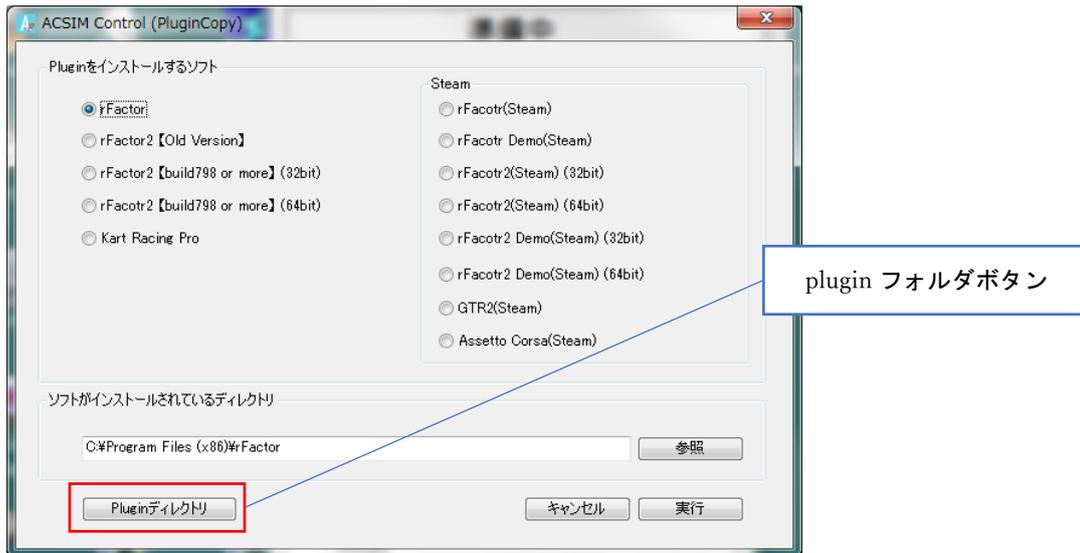 ACSIM Control (PluginCopy)
準備中
Pluginをインストールするソフト
rFactor
rFactor2【Old Version】
rFactor2【build798 or more】(32bit)
rFacotr2【build798 or more】(64bit)
Kart Racing Pro
Steam
rFacotr(Steam)
rFacotr Demo(Steam)
rFacotr2(Steam) (32bit)
rFacotr2(Steam) (64bit)
rFacotr2 Demo(Steam) (32bit)
rFacotr2 Demo(Steam) (64bit)
GTR2(Steam)
Assetto Corsa(Steam)
plugin フォルダボタン
ソフトがインストールされているディレクトリ
C:¥Program Files (x86)¥rFactor
参照
Pluginディレクトリ
キャンセル
実行